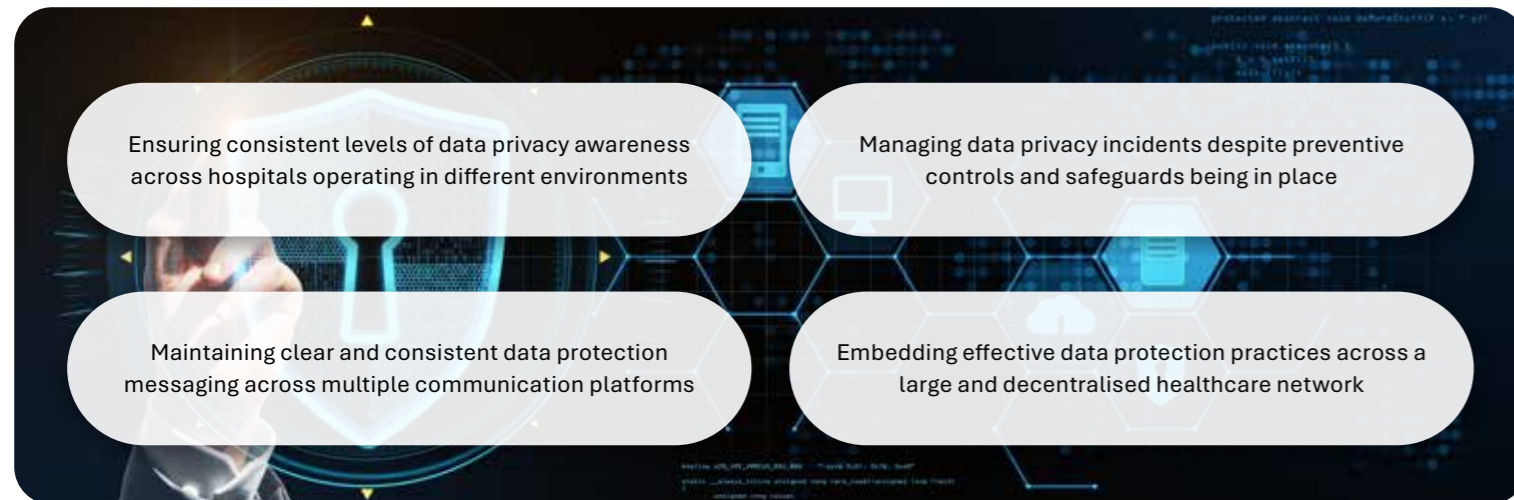 Ensuring consistent levels of data privacy awareness
across hospitals operating in different environments
Managing data privacy incidents despite preventive
controls and safeguards being in place
Maintaining clear and consistent data protection
messaging across multiple communication platforms
Embedding effective data protection practices across a
large and decentralised healthcare network